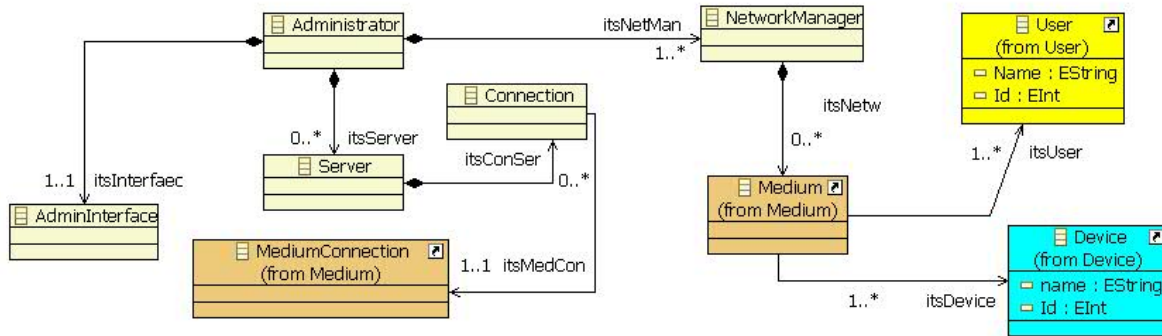 Administrator
itsNetMan
1..*
NetworkManager
User
(from User)
Name : EString
Id : EInt
Connection
itsNetw
0..*
itsServer
0..*
itsConSer
0..*
1..*
itsUser
Server
1..1
itsInterfaec
AdminInterface
Medium
(from Medium)
MediumConnection
(from Medium)
1..1
itsMedCon
Device
(from Device)
name : EString
Id : EInt
1..*
itsDevice